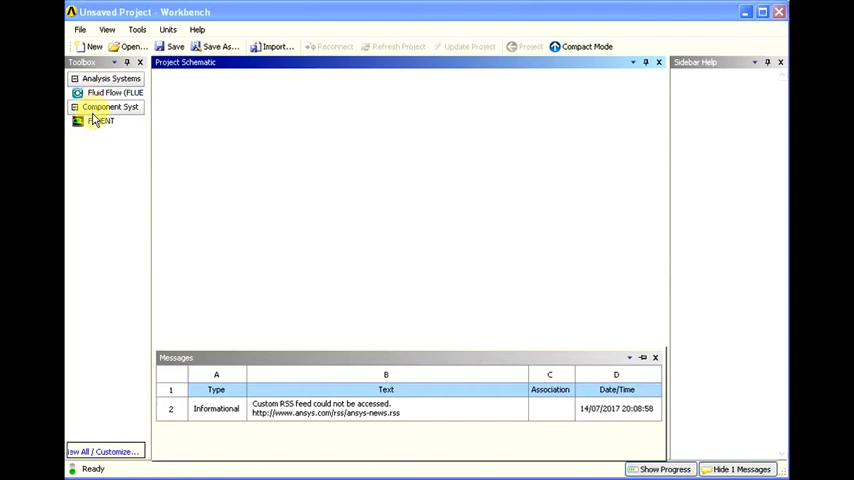 Unsaved Project - Workbench
File View Tools Units Help
New Open... Save Save As... Import... Reconnect Refresh Project Update Project Project Compact Mode
Toolbox
Project Schematic
Sidebar Help
Analysis Systems
Fluid Flow (FLUE
Component Syst
Messages
A B C D
1 Type Text Association Date/Time
2 Informational Custom RSS feed could not be accessed. 14/07/2017 20:08:58
http://www.ansys.com/rss/ansys-news.rss
iew All / Customize...
Ready
Show Progress
Hide 1 Messages